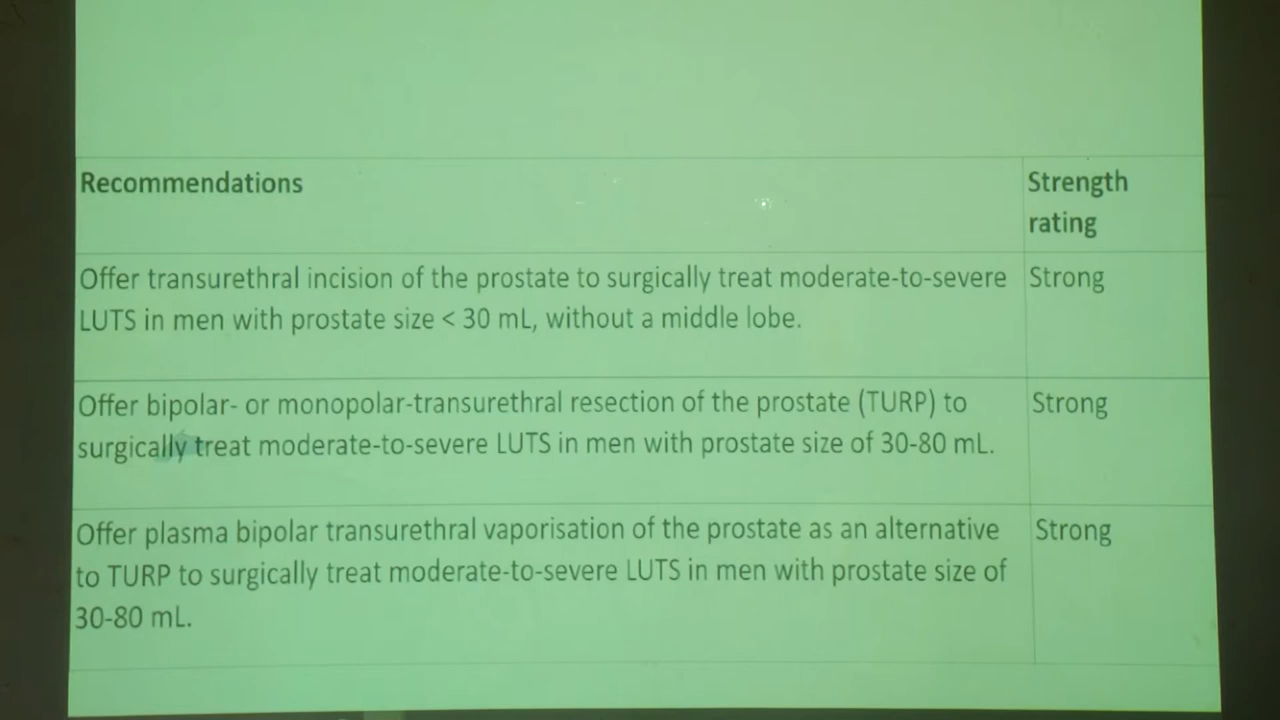 Recommendations
Strength
rating
Offer transurethral incision of the prostate to surgically treat moderate-to-severe
LUTS in men with prostate size < 30 mL, without a middle lobe.
Strong
Offer bipolar- or monopolar-transurethral resection of the prostate (TURP) to
surgically treat moderate-to-severe LUTS in men with prostate size of 30-80 mL.
Strong
Offer plasma bipolar transurethral vaporisation of the prostate as an alternative
to TURP to surgically treat moderate-to-severe LUTS in men with prostate size of
30-80 mL.
Strong